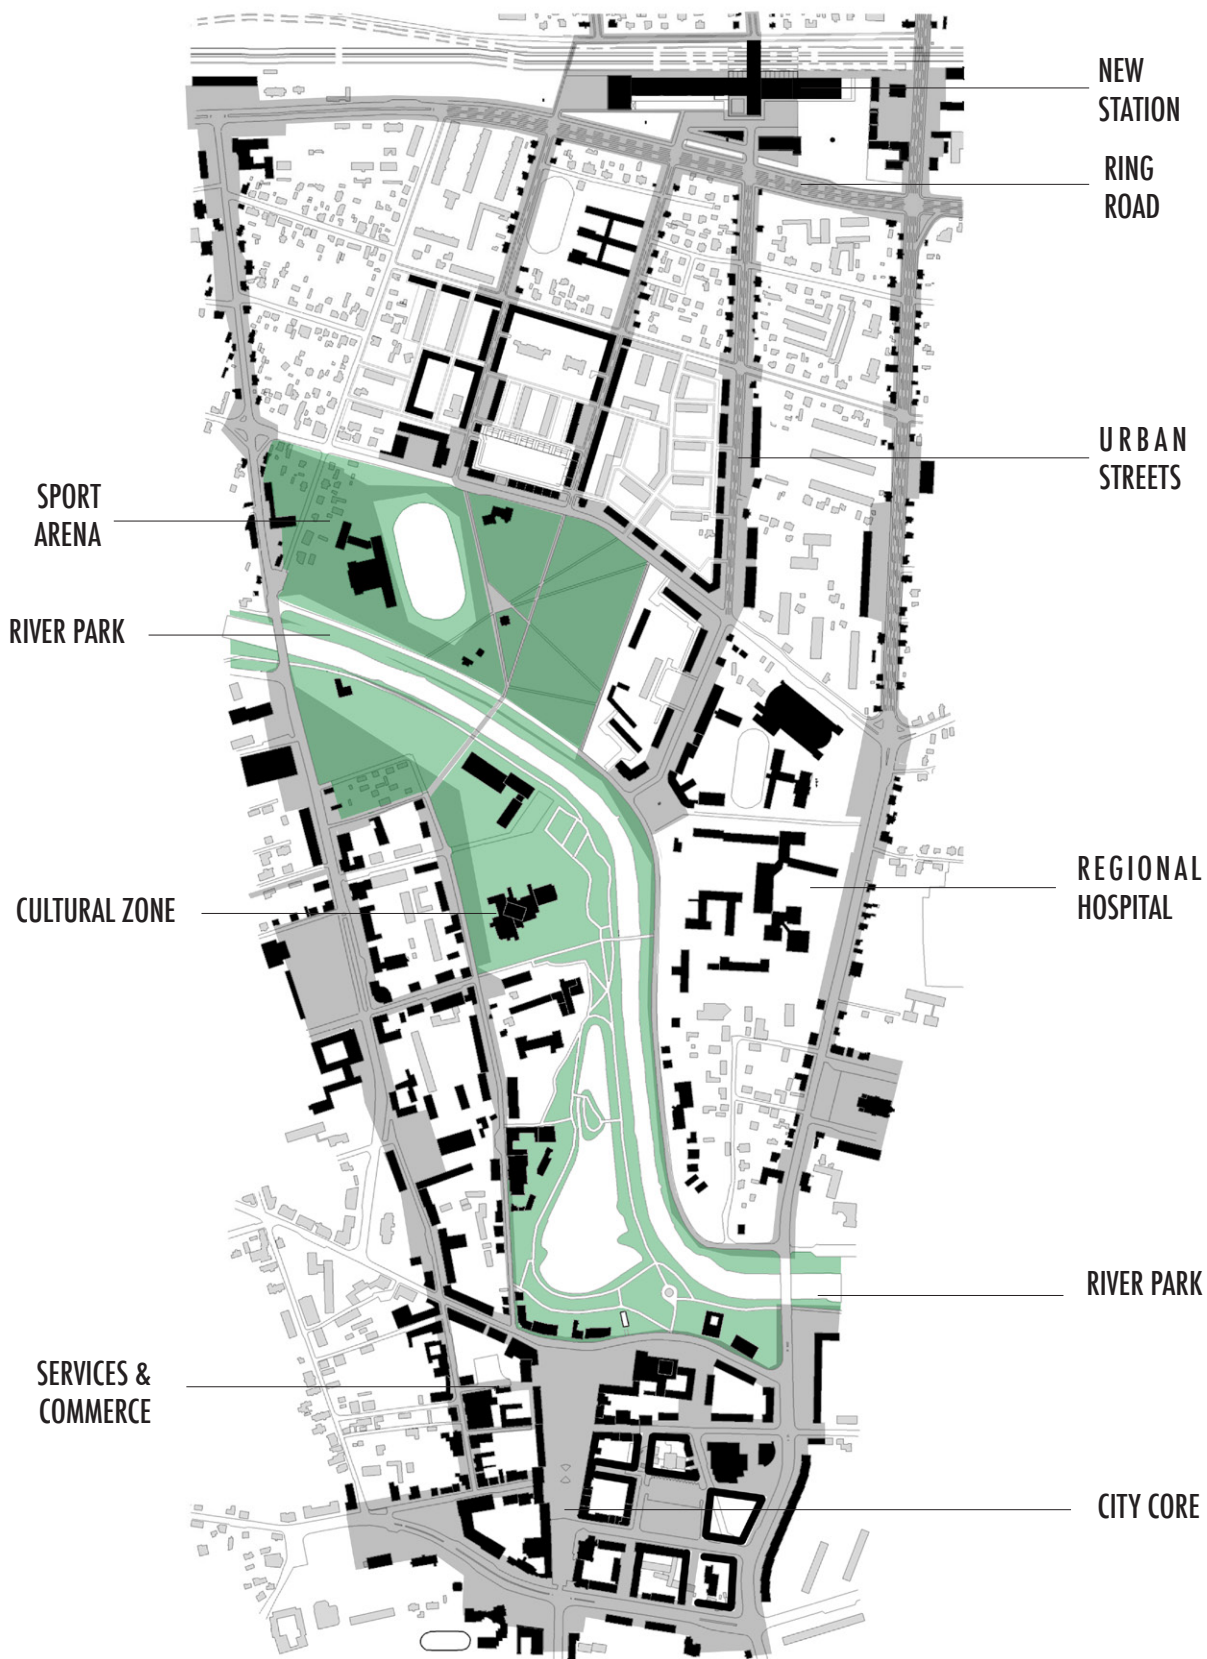 NEW
STATION
RING
ROAD
URBAN
STREETS
SPORT
ARENA
RIVER PARK
REGIONAL
HOSPITAL
CULTURAL ZONE
RIVER PARK
SERVICES &
COMMERCE
CITY CORE